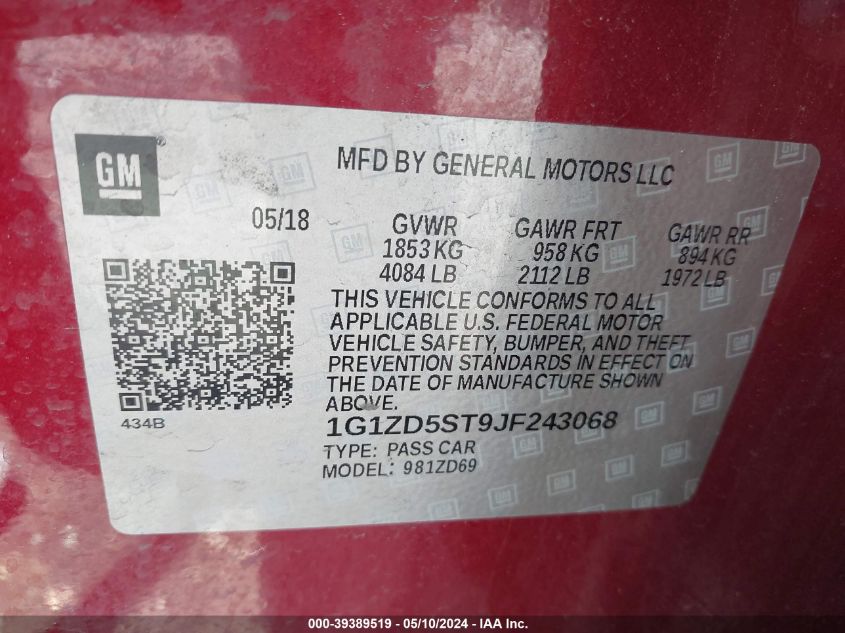 GM
MFD BY GENERAL MOTORS LLC
05/18
GVWR GAWR FRT GAWR RR
1853 KG 958 KG 894 KG
4084 LB 2112 LB 1972 LB
THIS VEHICLE CONFORMS TO ALL
APPLICABLE U.S. FEDERAL MOTOR
VEHICLE SAFETY, BUMPER, AND THEFT
PREVENTION STANDARDS IN EFFECT ON
THE DATE OF MANUFACTURE SHOWN
ABOVE.
434B
1G1ZD5ST9JF243068
TYPE: PASS CAR
MODEL: 981ZD69
000-39389519 - 05/10/2024 - IAA Inc.